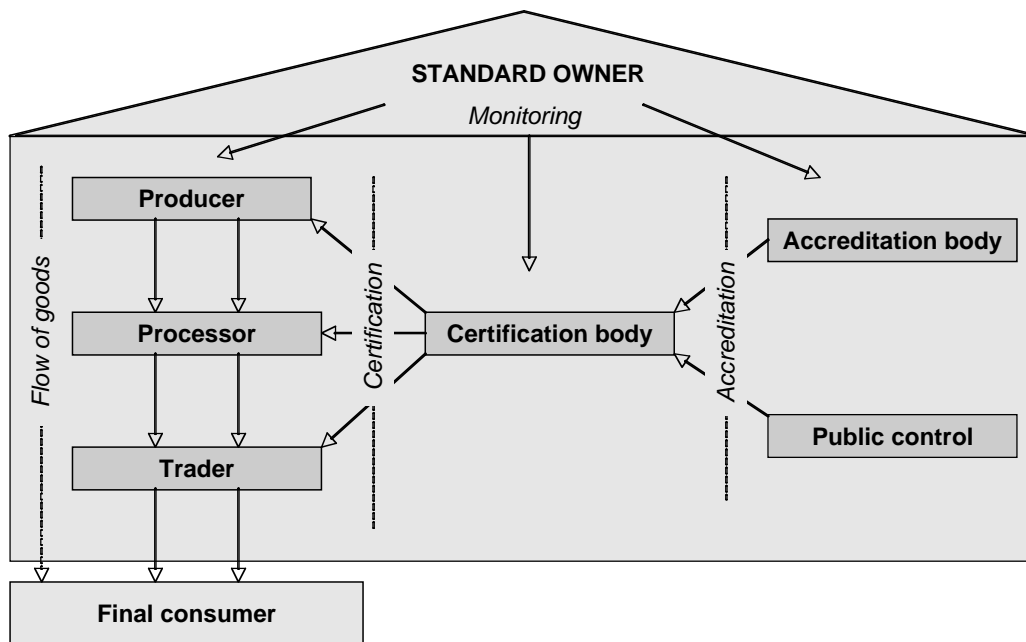 STANDARD OWNER
Monitoring
Producer
Accreditation body
Flow of goods
Processor
Certification
Certification body
Accreditation
Public control
Trader
Final consumer